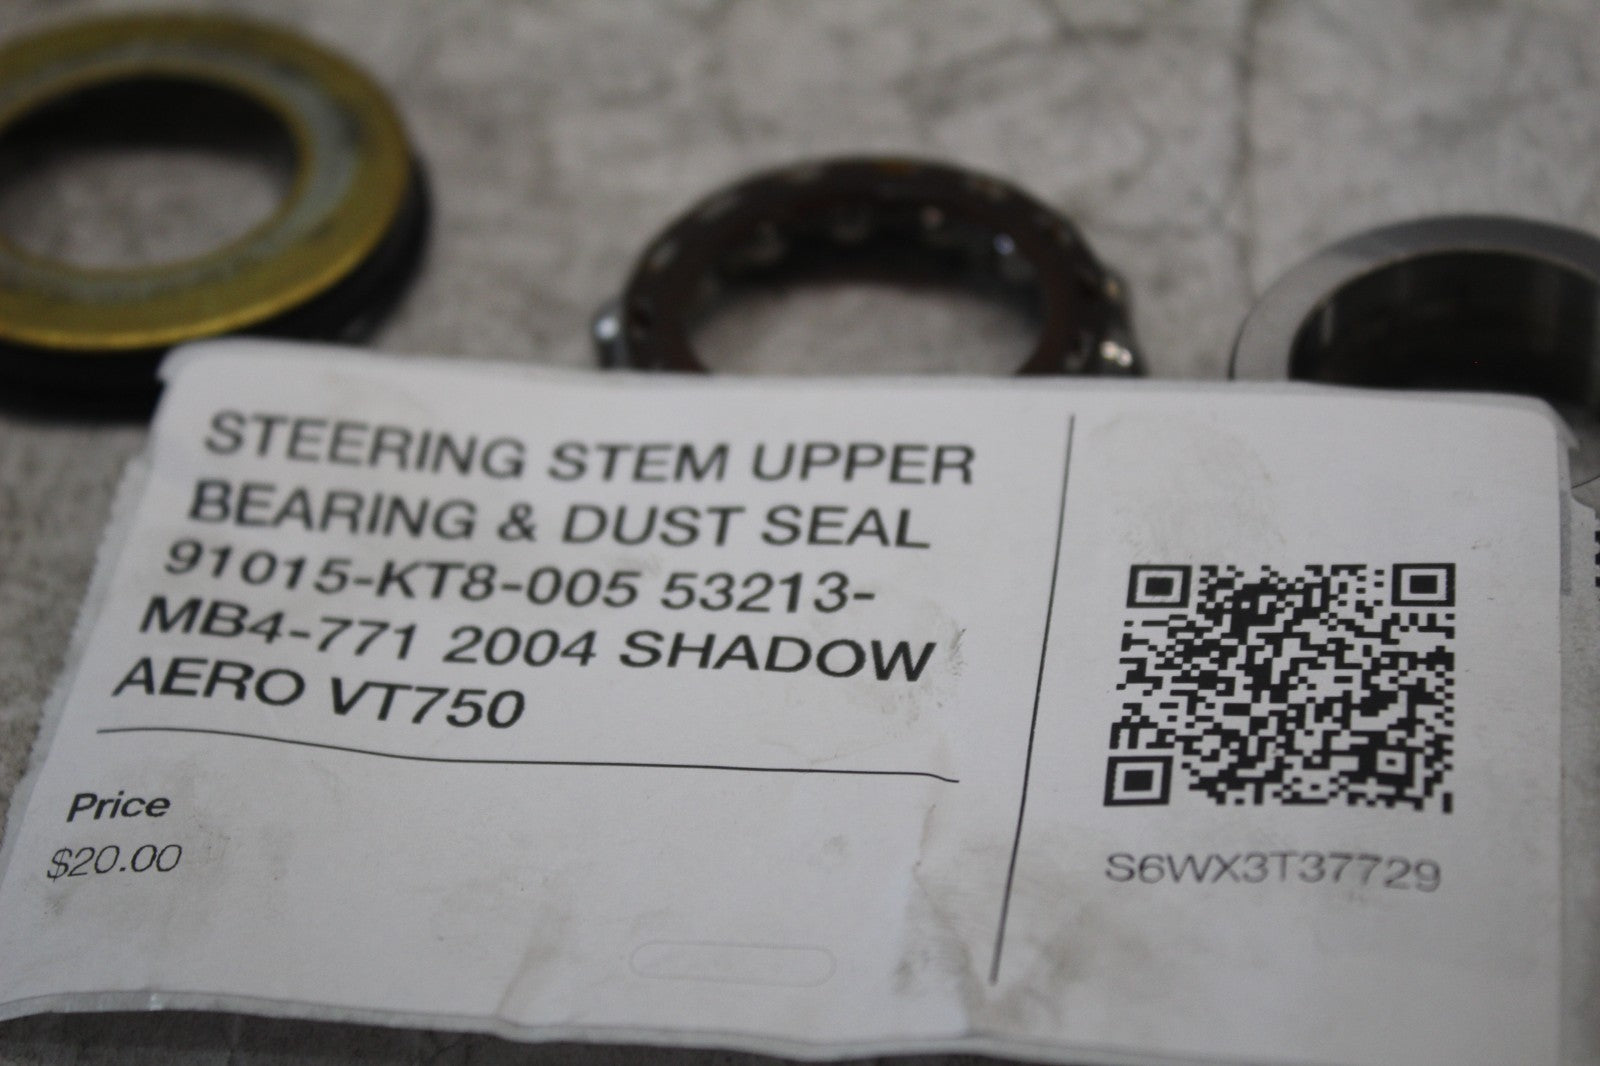 STEERING STEM UPPER
BEARING & DUST SEAL
91015-KT8-005 53213-
MB4-771 2004 SHADOW
AERO VT750
Price
$20.00
S6WX3T37729